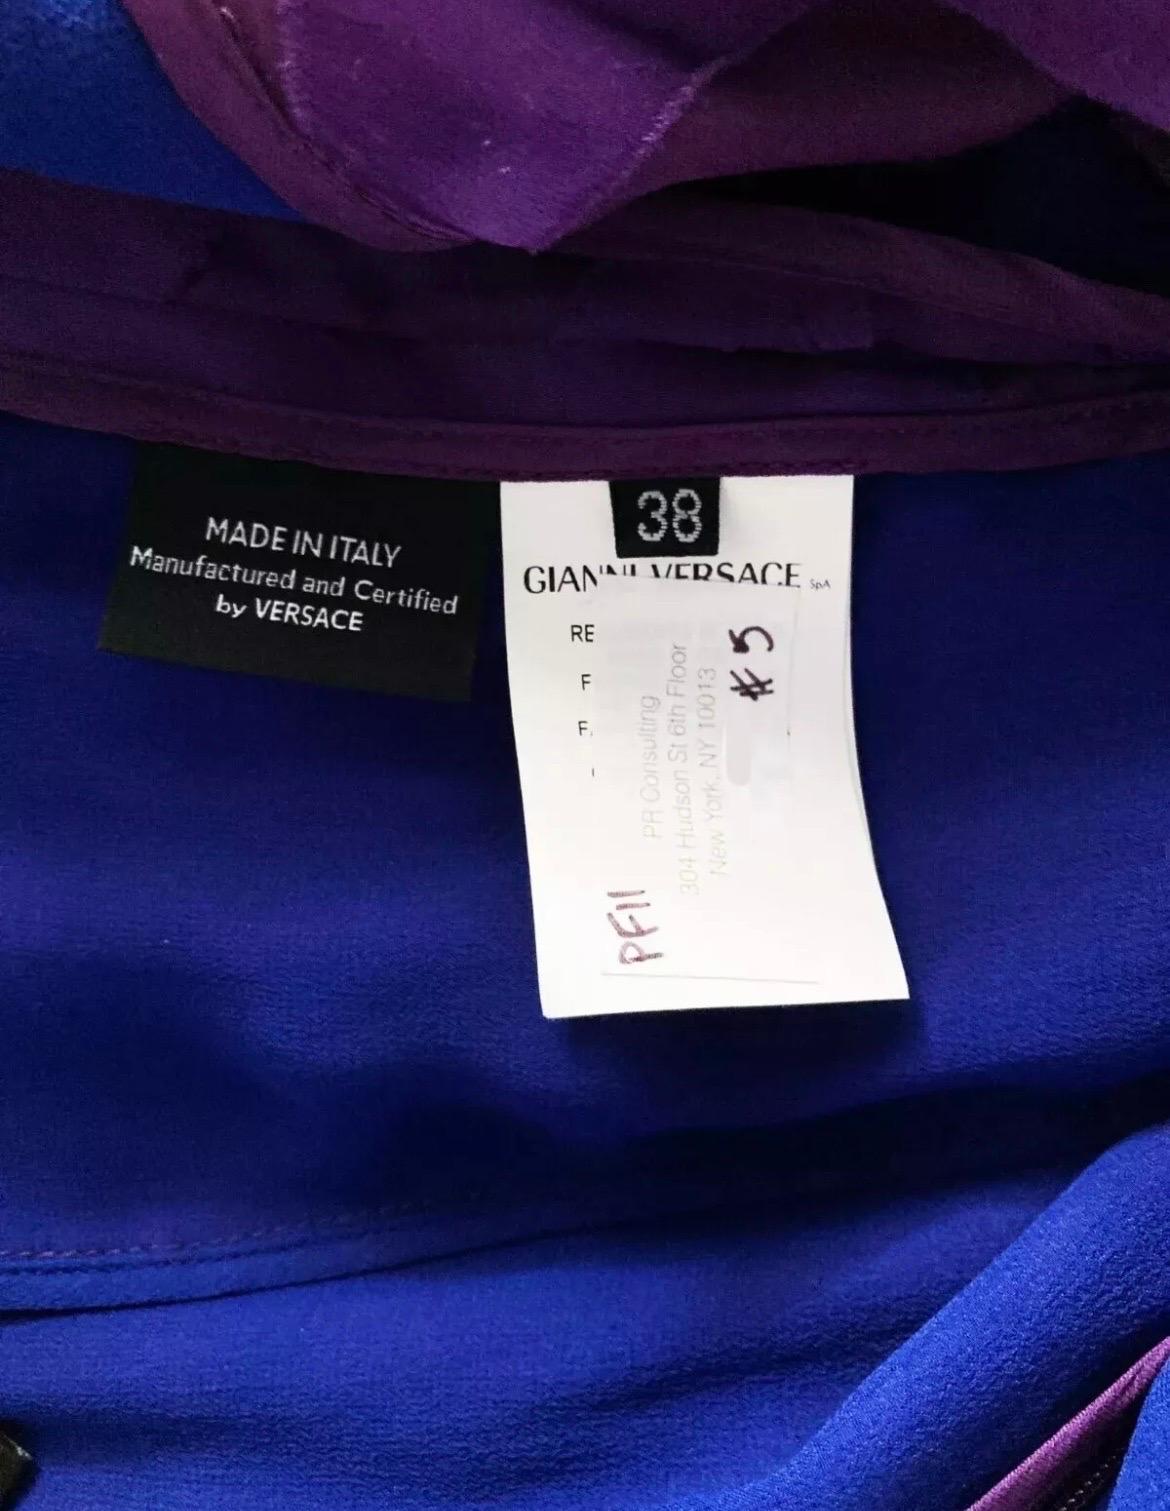 MADE IN ITALY
Manufactured and Certified
by VERSACE
38
GIANNI VERSACE SpA
RE
F
F
#5
PR Consulting
304 Hudson St 6th Floor
New York, NY 10013
PF11